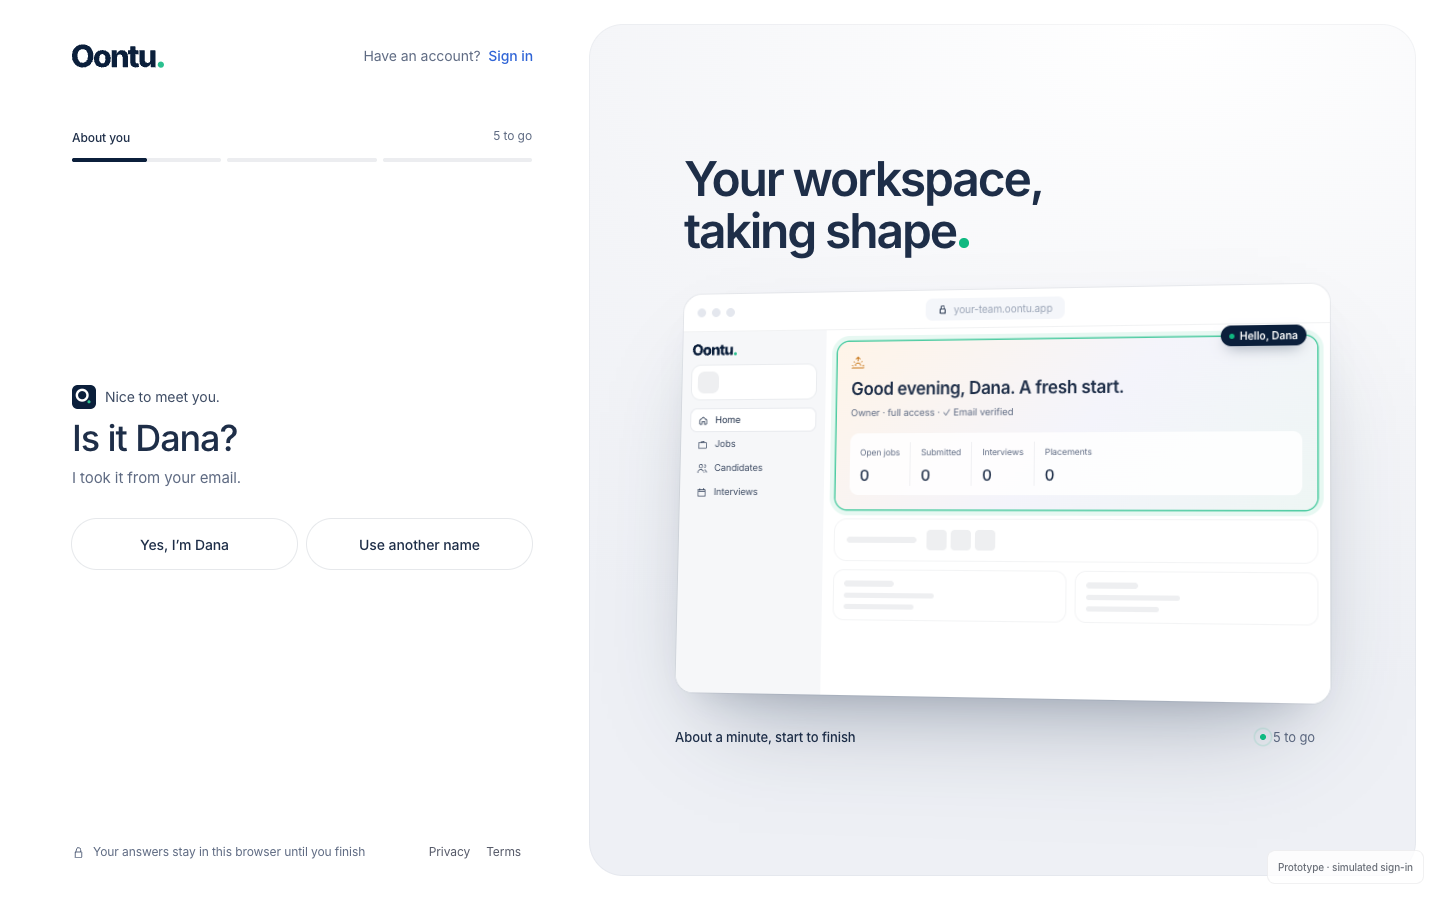 Oontu.
Have an account? Sign in
About you
5 to go
Nice to meet you.
Is it Dana?
I took it from your email.
Yes, I’m Dana
Use another name
Your answers stay in this browser until you finish
Privacy
Terms
Your workspace,
taking shape.
your-team.oontu.app
Oontu.
Home
Jobs
Candidates
Interviews
Hello, Dana
Good evening, Dana. A fresh start.
Owner · full access · ✓ Email verified
Open jobs
0
Submitted
0
Interviews
0
Placements
0
About a minute, start to finish
5 to go
Prototype · simulated sign-in